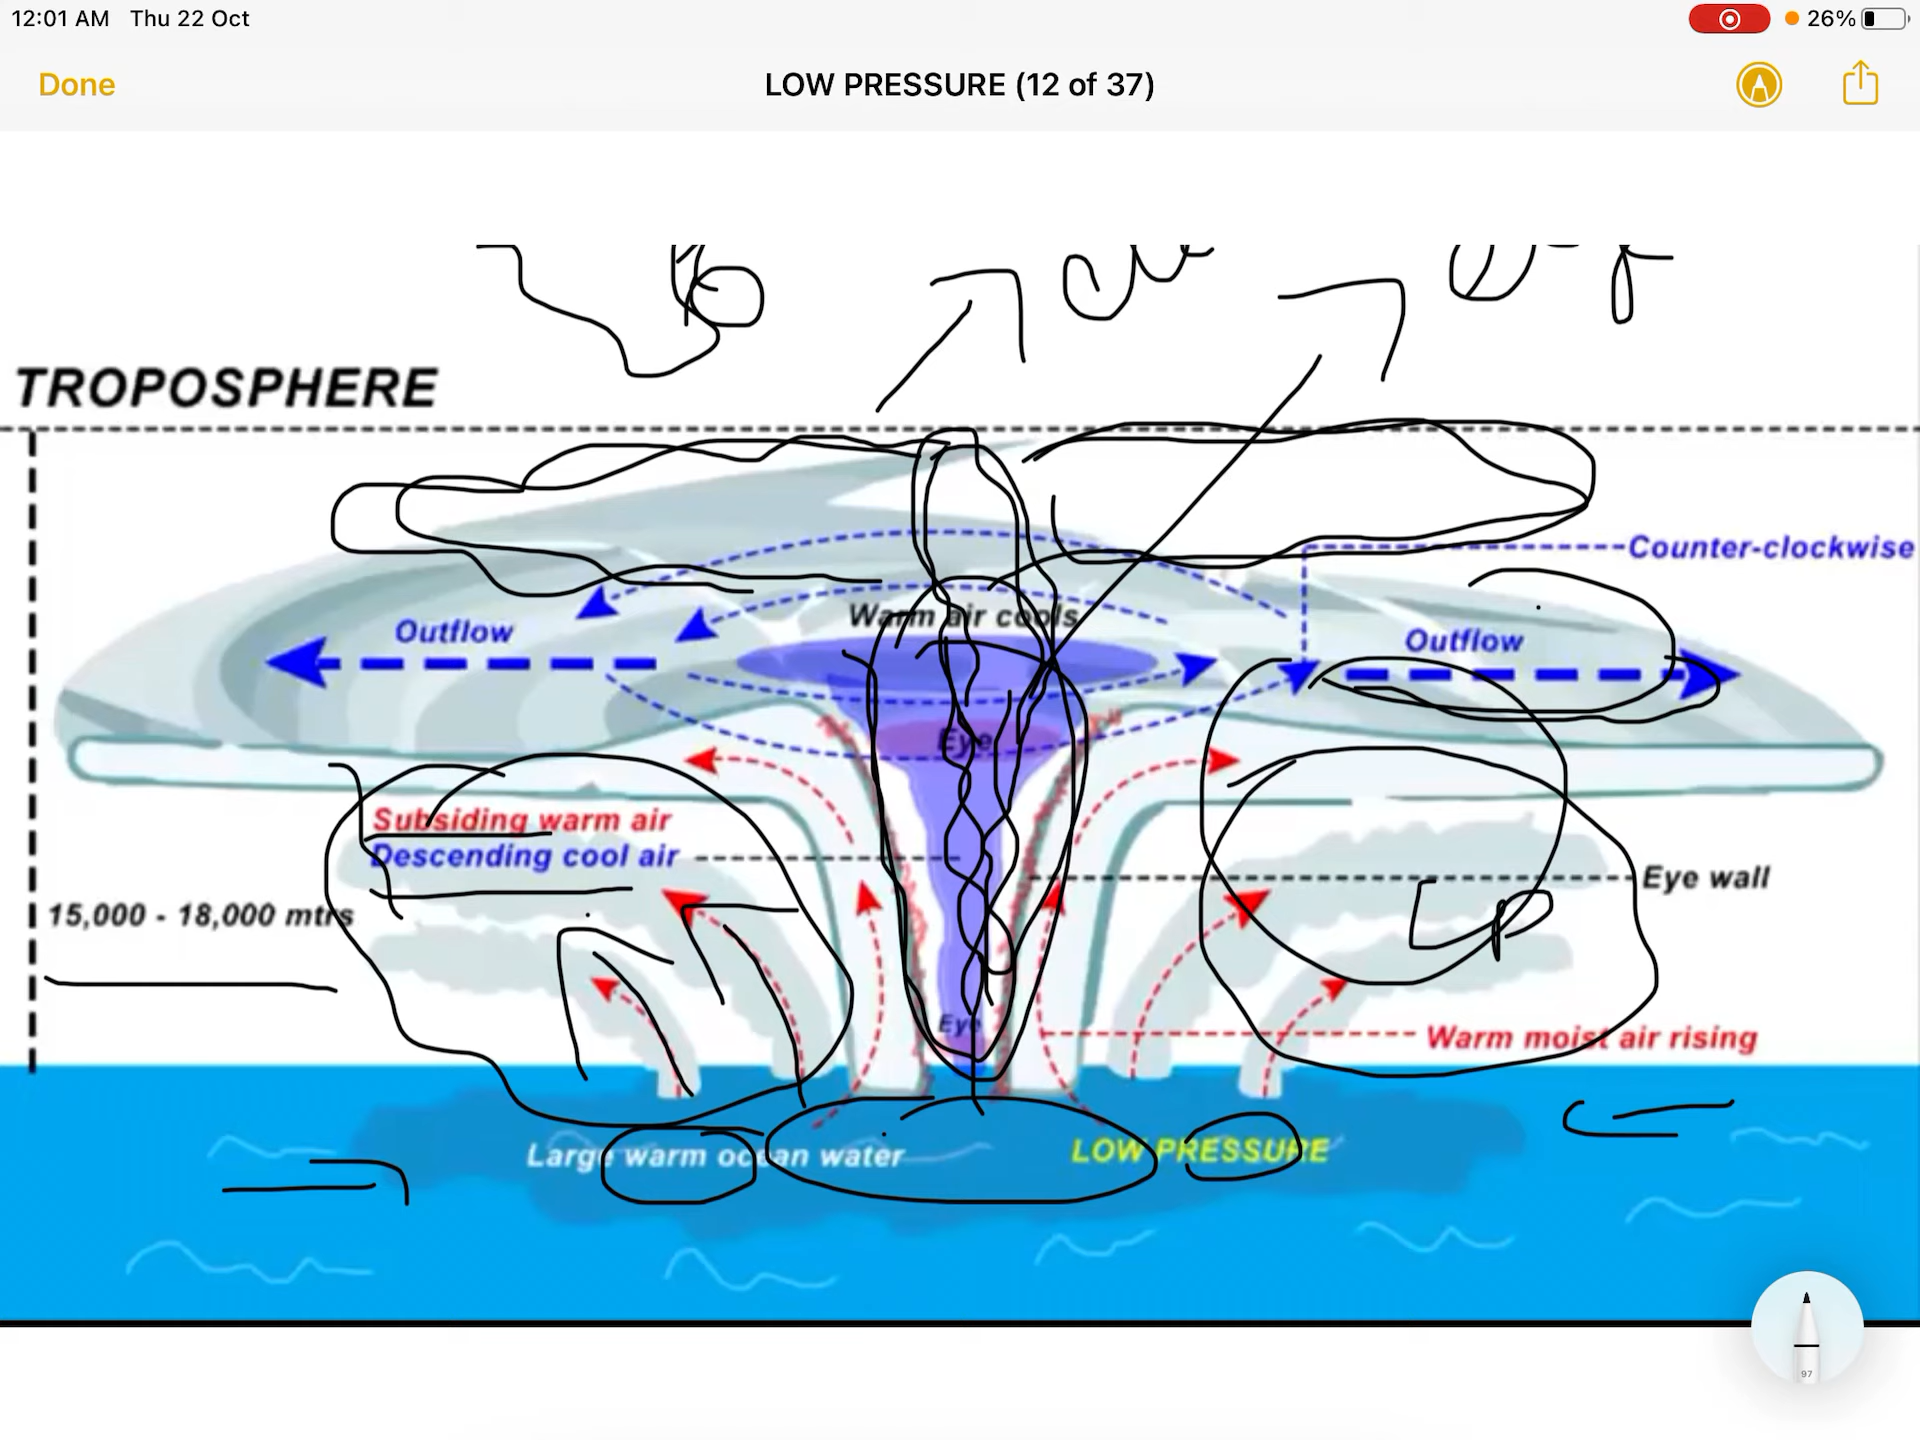 12:01 AM Thu 22 Oct
26%
Done
LOW PRESSURE (12 of 37)
TROPOSPHERE
Counter-clockwise
Warm air cools
Outflow
Outflow
Eye
Subsiding warm air
Descending cool air
Eye wall
15,000 - 18,000 mtrs
Lp
Eye
Warm moist air rising
Large warm ocean water
LOW PRESSURE
97